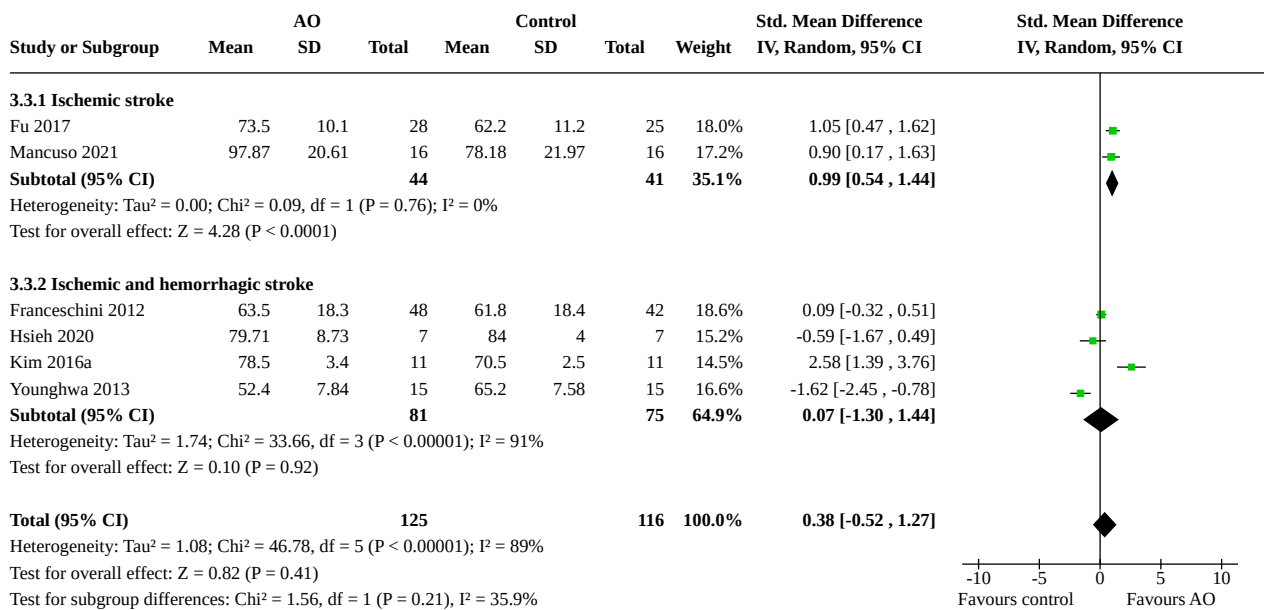 AO Control Std. Mean Difference Std. Mean Difference
Study or Subgroup Mean SD Total Mean SD Total Weight IV, Random, 95% CI IV, Random, 95% CI
3.3.1 Ischemic stroke
Fu 2017 73.5 10.1 28 62.2 11.2 25 18.0% 1.05 [0.47 , 1.62]
Mancuso 2021 97.87 20.61 16 78.18 21.97 16 17.2% 0.90 [0.17 , 1.63]
Subtotal (95% CI) 44 41 35.1% 0.99 [0.54 , 1.44]
Heterogeneity: Tau² = 0.00; Chi² = 0.09, df = 1 (P = 0.76); I² = 0%
Test for overall effect: Z = 4.28 (P < 0.0001)
3.3.2 Ischemic and hemorrhagic stroke
Franceschini 2012 63.5 18.3 48 61.8 18.4 42 18.6% 0.09 [-0.32 , 0.51]
Hsieh 2020 79.71 8.73 7 84 4 7 15.2% -0.59 [-1.67 , 0.49]
Kim 2016a 78.5 3.4 11 70.5 2.5 11 14.5% 2.58 [1.39 , 3.76]
Younghwa 2013 52.4 7.84 15 65.2 7.58 15 16.6% -1.62 [-2.45 , -0.78]
Subtotal (95% CI) 81 75 64.9% 0.07 [-1.30 , 1.44]
Heterogeneity: Tau² = 1.74; Chi² = 33.66, df = 3 (P < 0.00001); I² = 91%
Test for overall effect: Z = 0.10 (P = 0.92)
Total (95% CI) 125 116 100.0% 0.38 [-0.52 , 1.27]
Heterogeneity: Tau² = 1.08; Chi² = 46.78, df = 5 (P < 0.00001); I² = 89%
Test for overall effect: Z = 0.82 (P = 0.41) -10 -5 0 5 10
Test for subgroup differences: Chi² = 1.56, df = 1 (P = 0.21), I² = 35.9% Favours control Favours AO